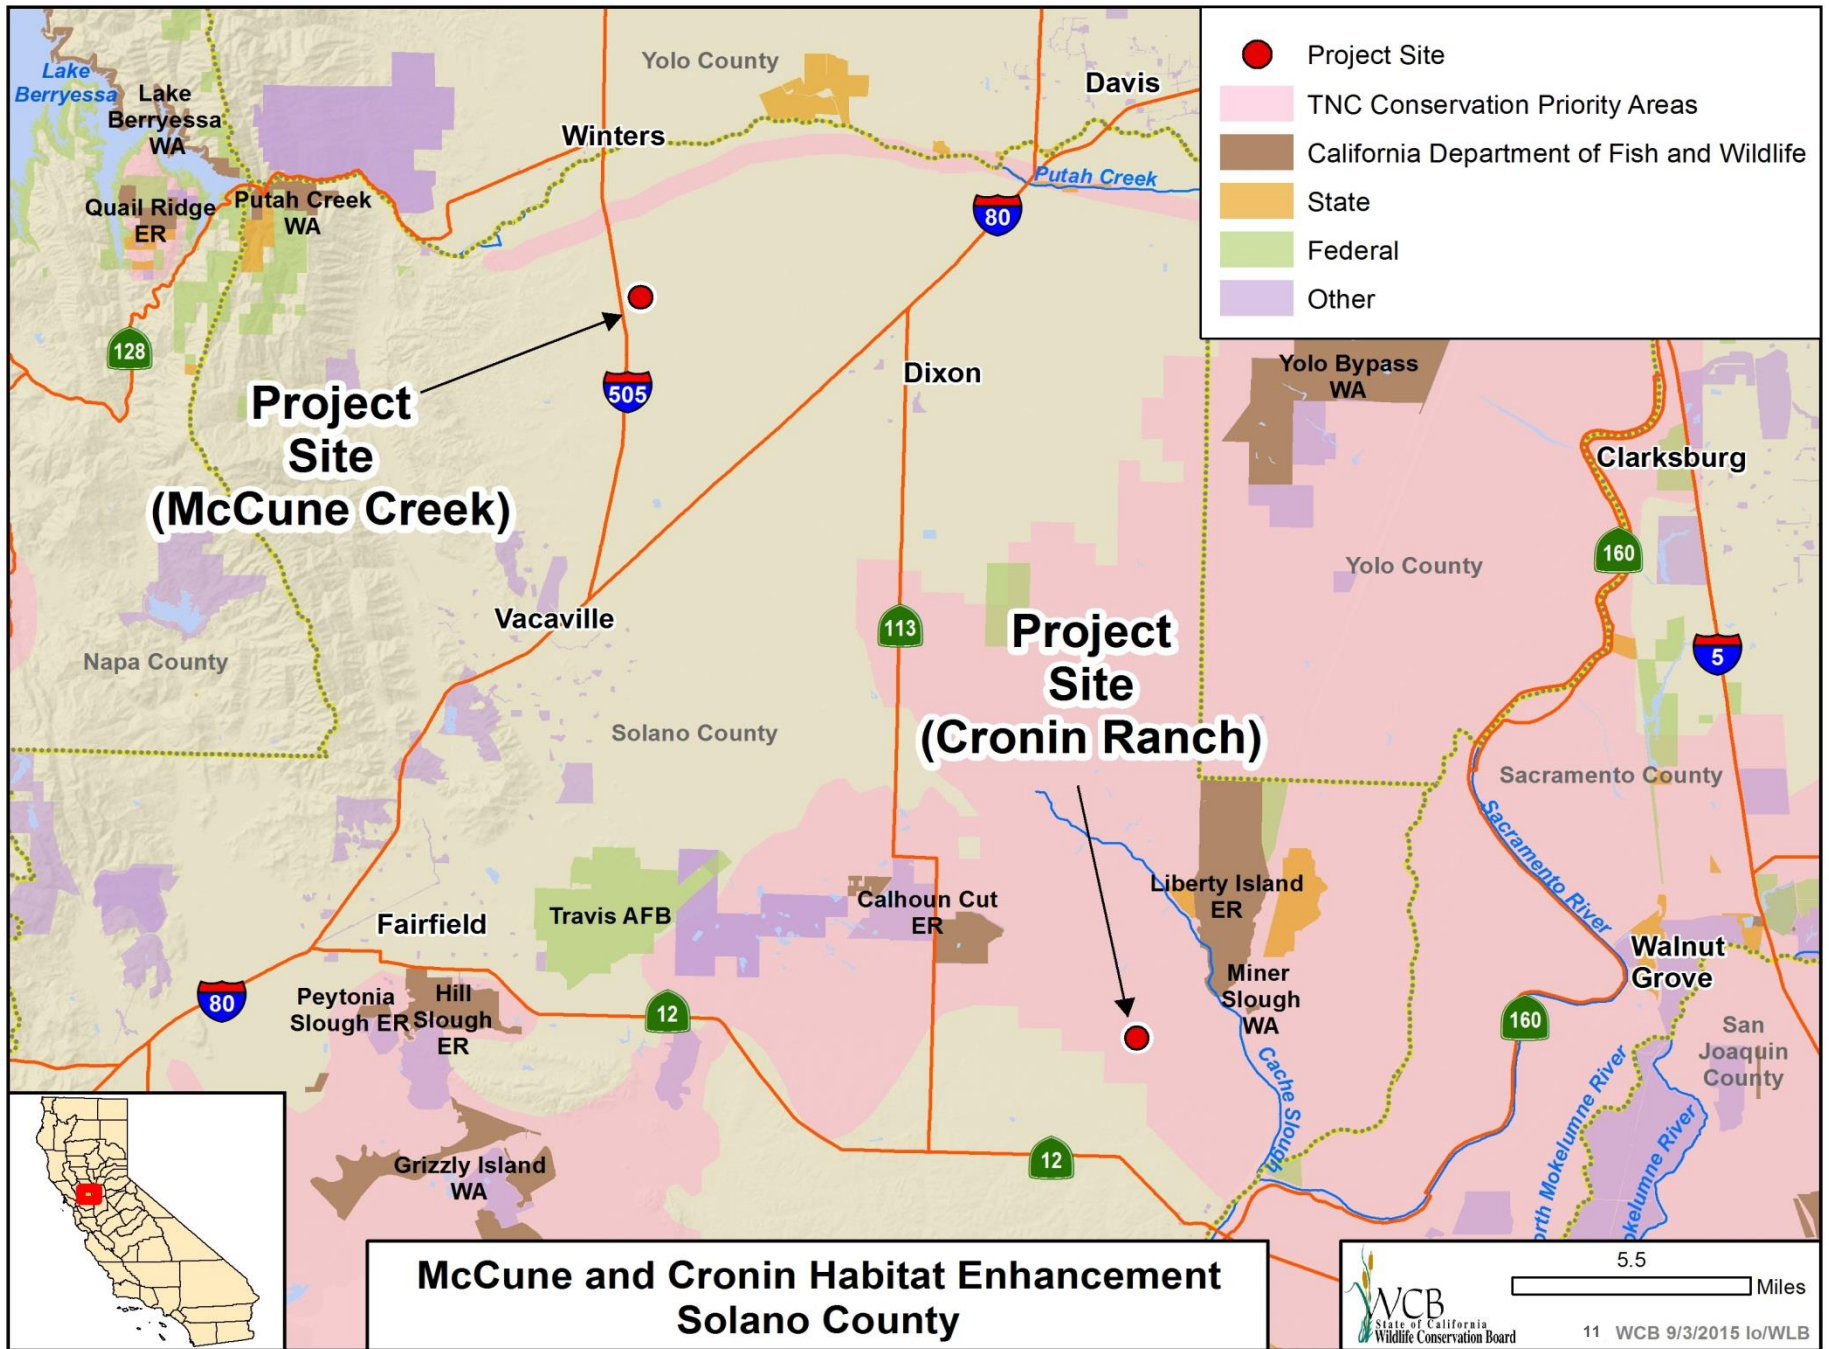 Lake
Berryessa
Lake
Berryessa
WA
Yolo County
Davis
Winters
Putah Creek
Quail Ridge
ER
Putah Creek
WA
80
128
Project
Site
(McCune Creek)
505
Dixon
Project Site
TNC Conservation Priority Areas
California Department of Fish and Wildlife
State
Federal
Other
Yolo Bypass
WA
Clarksburg
160
Yolo County
5
Vacaville
113
Napa County
Solano County
Project
Site
(Cronin Ranch)
Sacramento County
Sacramento River
Fairfield
Travis AFB
Calhoun Cut
ER
Liberty Island
ER
Walnut
Grove
80
Peytonia
Slough ER
Hill
Slough
ER
12
Miner
Slough
WA
160
San
Joaquin
County
Cache Slough
orth Mokelumne River
okelumne River
Grizzly Island
WA
12
McCune and Cronin Habitat Enhancement
Solano County
5.5
Miles
WCB
State of California
Wildlife Conservation Board
11 WCB 9/3/2015 lo/WLB